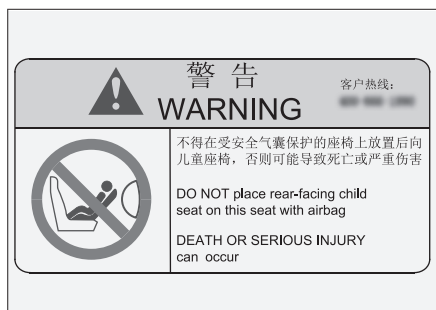 警 告
WARNING
客户热线：
不得在受安全气囊保护的座椅上放置后向
儿童座椅，否则可能导致死亡或严重伤害
DO NOT place rear-facing child
seat on this seat with airbag
DEATH OR SERIOUS INJURY
can occur